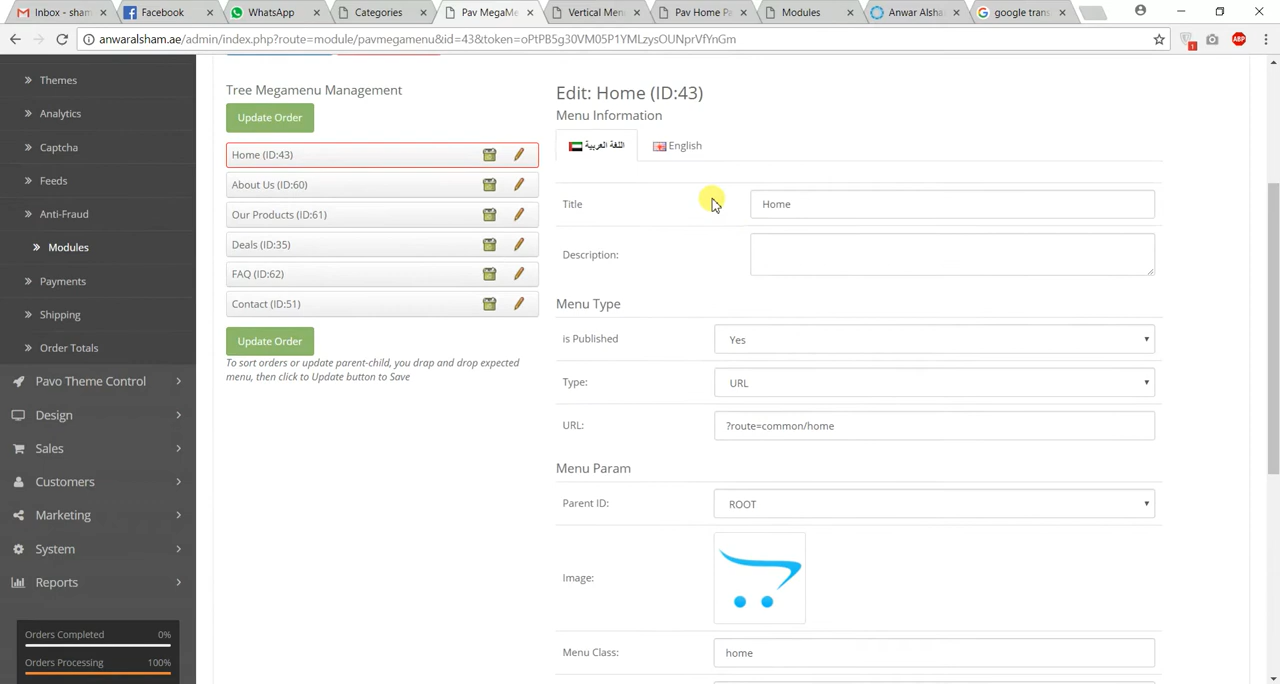 Inbox - sham
Facebook
WhatsApp
Categories
Pav MegaMe
Vertical Menu
Pav Home Pa
Modules
Anwar Alsha
google trans
anwaralsham.ae/admin/index.php?route=module/pavmegamenu&id=43&token=oPtPB5g30VM05P1YMLzysOUNprVfYnGm
1
ABP
Themes
Analytics
Captcha
Feeds
Anti-Fraud
Modules
Payments
Shipping
Order Totals
Pavo Theme Control
Design
Sales
Customers
Marketing
System
Reports
Orders Completed 0%
Orders Processing 100%
Tree Megamenu Management
Update Order
Home (ID:43)
About Us (ID:60)
Our Products (ID:61)
Deals (ID:35)
FAQ (ID:62)
Contact (ID:51)
Update Order
To sort orders or update parent-child, you drap and drop expected
menu, then click to Update button to Save
Edit: Home (ID:43)
Menu Information
اللغة العربية
English
Title Home
Description:
Menu Type
is Published Yes
Type: URL
URL: ?route=common/home
Menu Param
Parent ID: ROOT
Image:
Menu Class: home